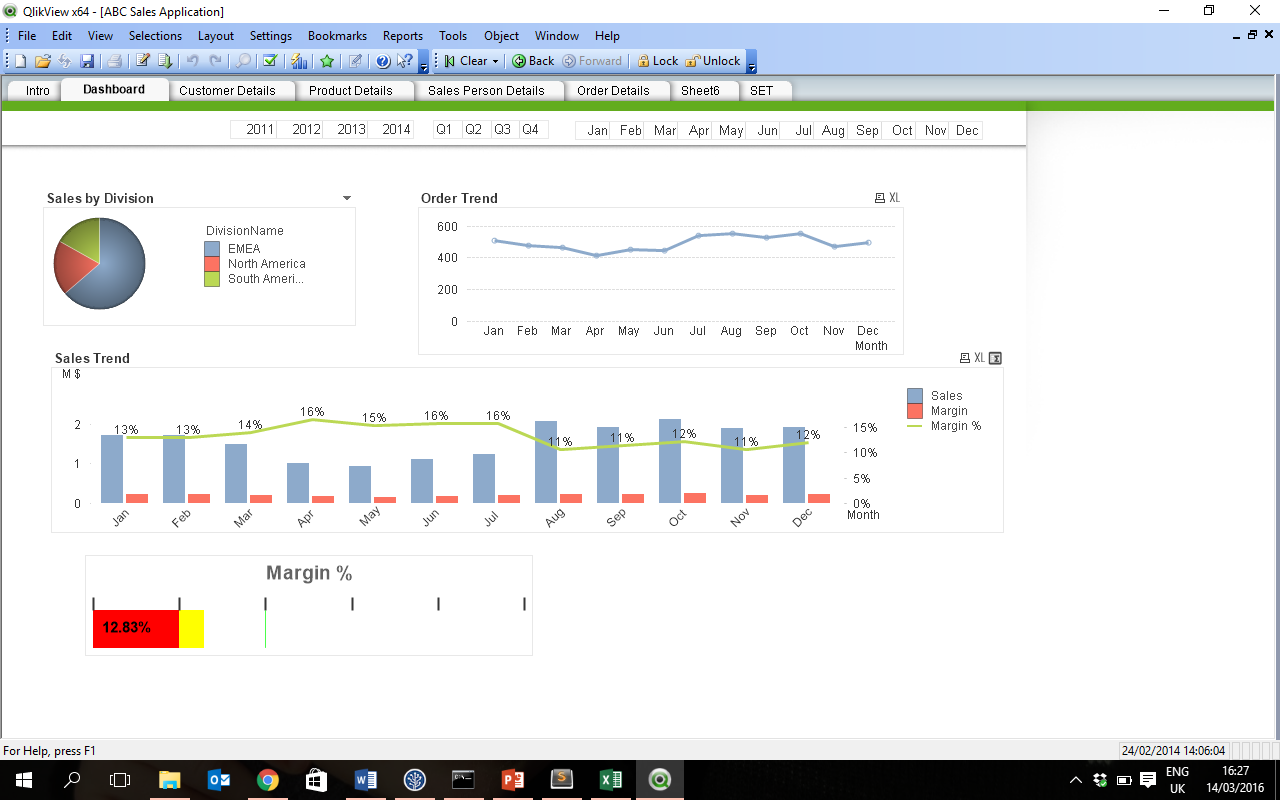 QlikView x64 - [ABC Sales Application]
File Edit View Selections Layout Settings Bookmarks Reports Tools Object Window Help
Clear Back Forward Lock Unlock
Intro Dashboard Customer Details Product Details Sales Person Details Order Details Sheet6 SET
2011 2012 2013 2014 Q1 Q2 Q3 Q4 Jan Feb Mar Apr May Jun Jul Aug Sep Oct Nov Dec
Sales by Division
DivisionName
EMEA
North America
South Ameri...
Order Trend XL
600
400
200
0
Jan Feb Mar Apr May Jun Jul Aug Sep Oct Nov Dec
Month
Sales Trend XL
M $
2
1
0
13% 13% 14% 16% 15% 16% 16% 11% 11% 12% 11% 12%
15%
10%
5%
0%
Jan Feb Mar Apr May Jun Jul Aug Sep Oct Nov Dec
Month
Sales
Margin
Margin %
Margin %
12.83%
For Help, press F1 24/02/2014 14:06:04
ENG 16:27
UK 14/03/2016